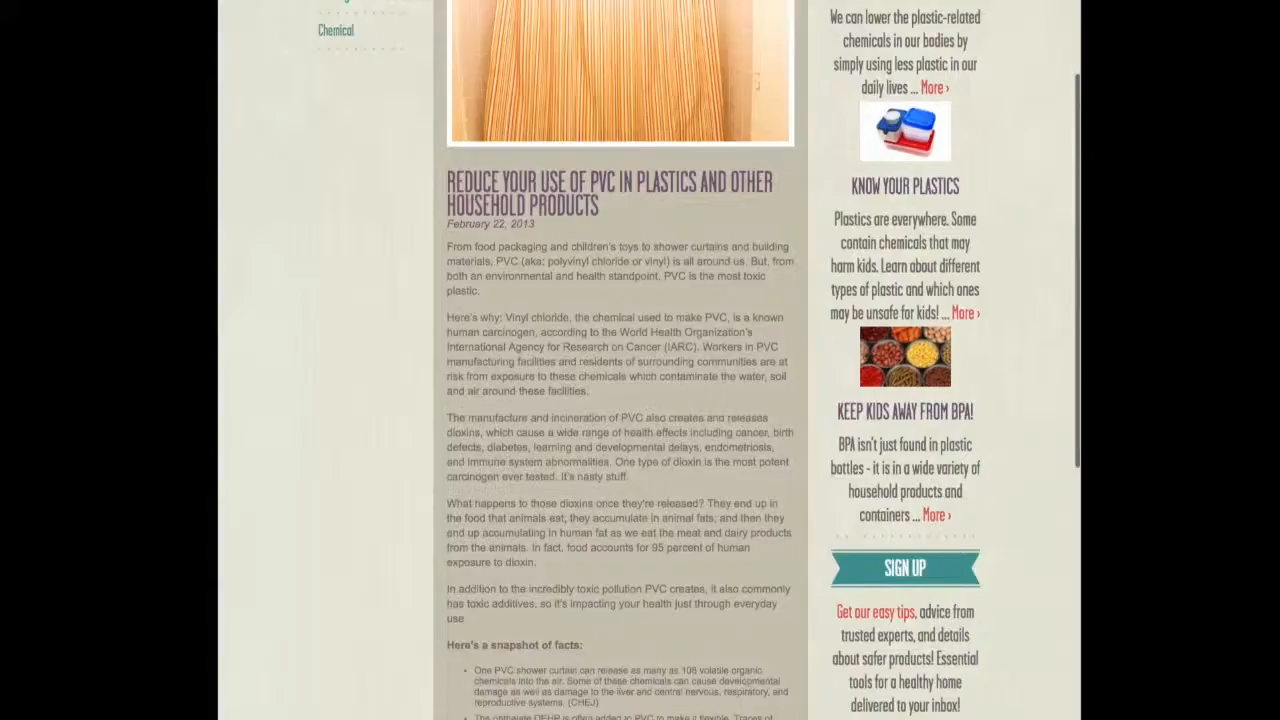 Chemical
REDUCE YOUR USE OF PVC IN PLASTICS AND OTHER
HOUSEHOLD PRODUCTS
February 22, 2013
From food packaging and children's toys to shower curtains and building
materials, PVC (aka: polyvinyl chloride or vinyl) is all around us. But, from
both an environmental and health standpoint, PVC is the most toxic
plastic.
Here's why: Vinyl chloride, the chemical used to make PVC, is a known
human carcinogen, according to the World Health Organization's
International Agency for Research on Cancer (IARC). Workers in PVC
manufacturing facilities and residents of surrounding communities are at
risk from exposure to these chemicals which contaminate the water, soil
and air around these facilities.
The manufacture and incineration of PVC also creates and releases
dioxins, which cause a wide range of health effects including cancer, birth
defects, diabetes, learning and developmental delays, endometriosis,
and immune system abnormalities. One type of dioxin is the most potent
carcinogen ever tested. It's nasty stuff.
What happens to those dioxins once they're released? They end up in
the food that animals eat; they accumulate in animal fats; and then they
end up accumulating in human fat as we eat the meat and dairy products
from the animals. In fact, food accounts for 95 percent of human
exposure to dioxin.
In addition to the incredibly toxic pollution PVC creates, it also commonly
has toxic additives, so it's impacting your health just through everyday
use
Here's a snapshot of facts:
• One PVC shower curtain can release as many as 108 volatile organic
chemicals into the air. Some of these chemicals can cause developmental
damage as well as damage to the liver and central nervous, respiratory, and
reproductive systems. (CHEJ)
• The phthalate DEHP is often added to PVC to make it flexible. Traces of
We can lower the plastic-related
chemicals in our bodies by
simply using less plastic in our
daily lives ... More ›
KNOW YOUR PLASTICS
Plastics are everywhere. Some
contain chemicals that may
harm kids. Learn about different
types of plastic and which ones
may be unsafe for kids! ... More ›
KEEP KIDS AWAY FROM BPA!
BPA isn't just found in plastic
bottles - it is in a wide variety of
household products and
containers ... More ›
SIGN UP
Get our easy tips, advice from
trusted experts, and details
about safer products! Essential
tools for a healthy home
delivered to your inbox!